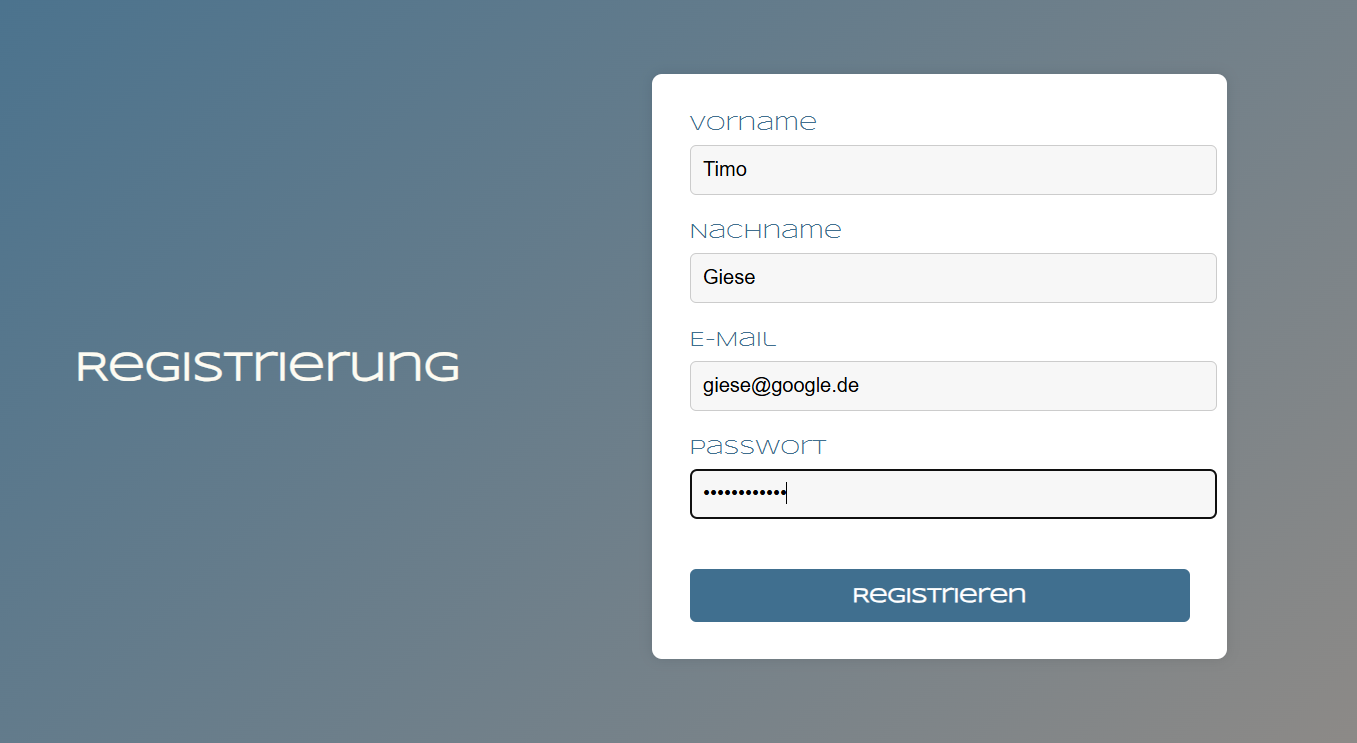 Registrierung
Vorname
Timo
Nachname
Giese
E-Mail
giese@google.de
Passwort
••••••••••••
Registrieren